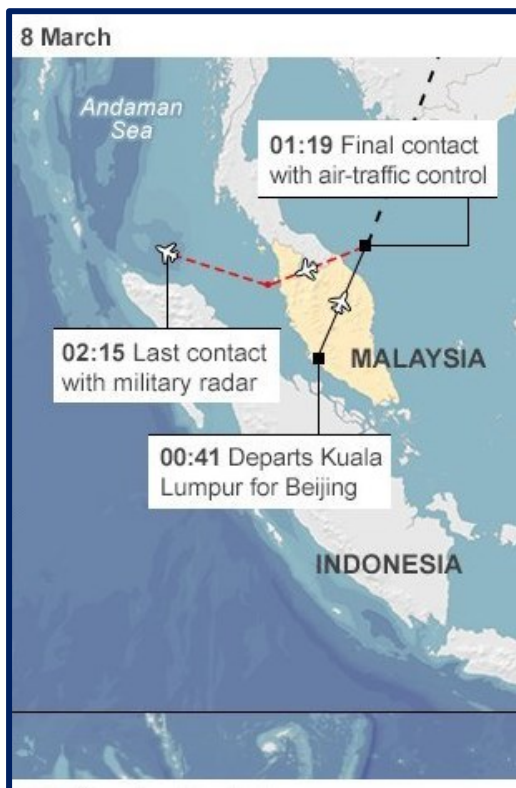 8 March
Andaman
Sea
01:19 Final contact
with air-traffic control
02:15 Last contact
with military radar
MALAYSIA
00:41 Departs Kuala
Lumpur for Beijing
INDONESIA